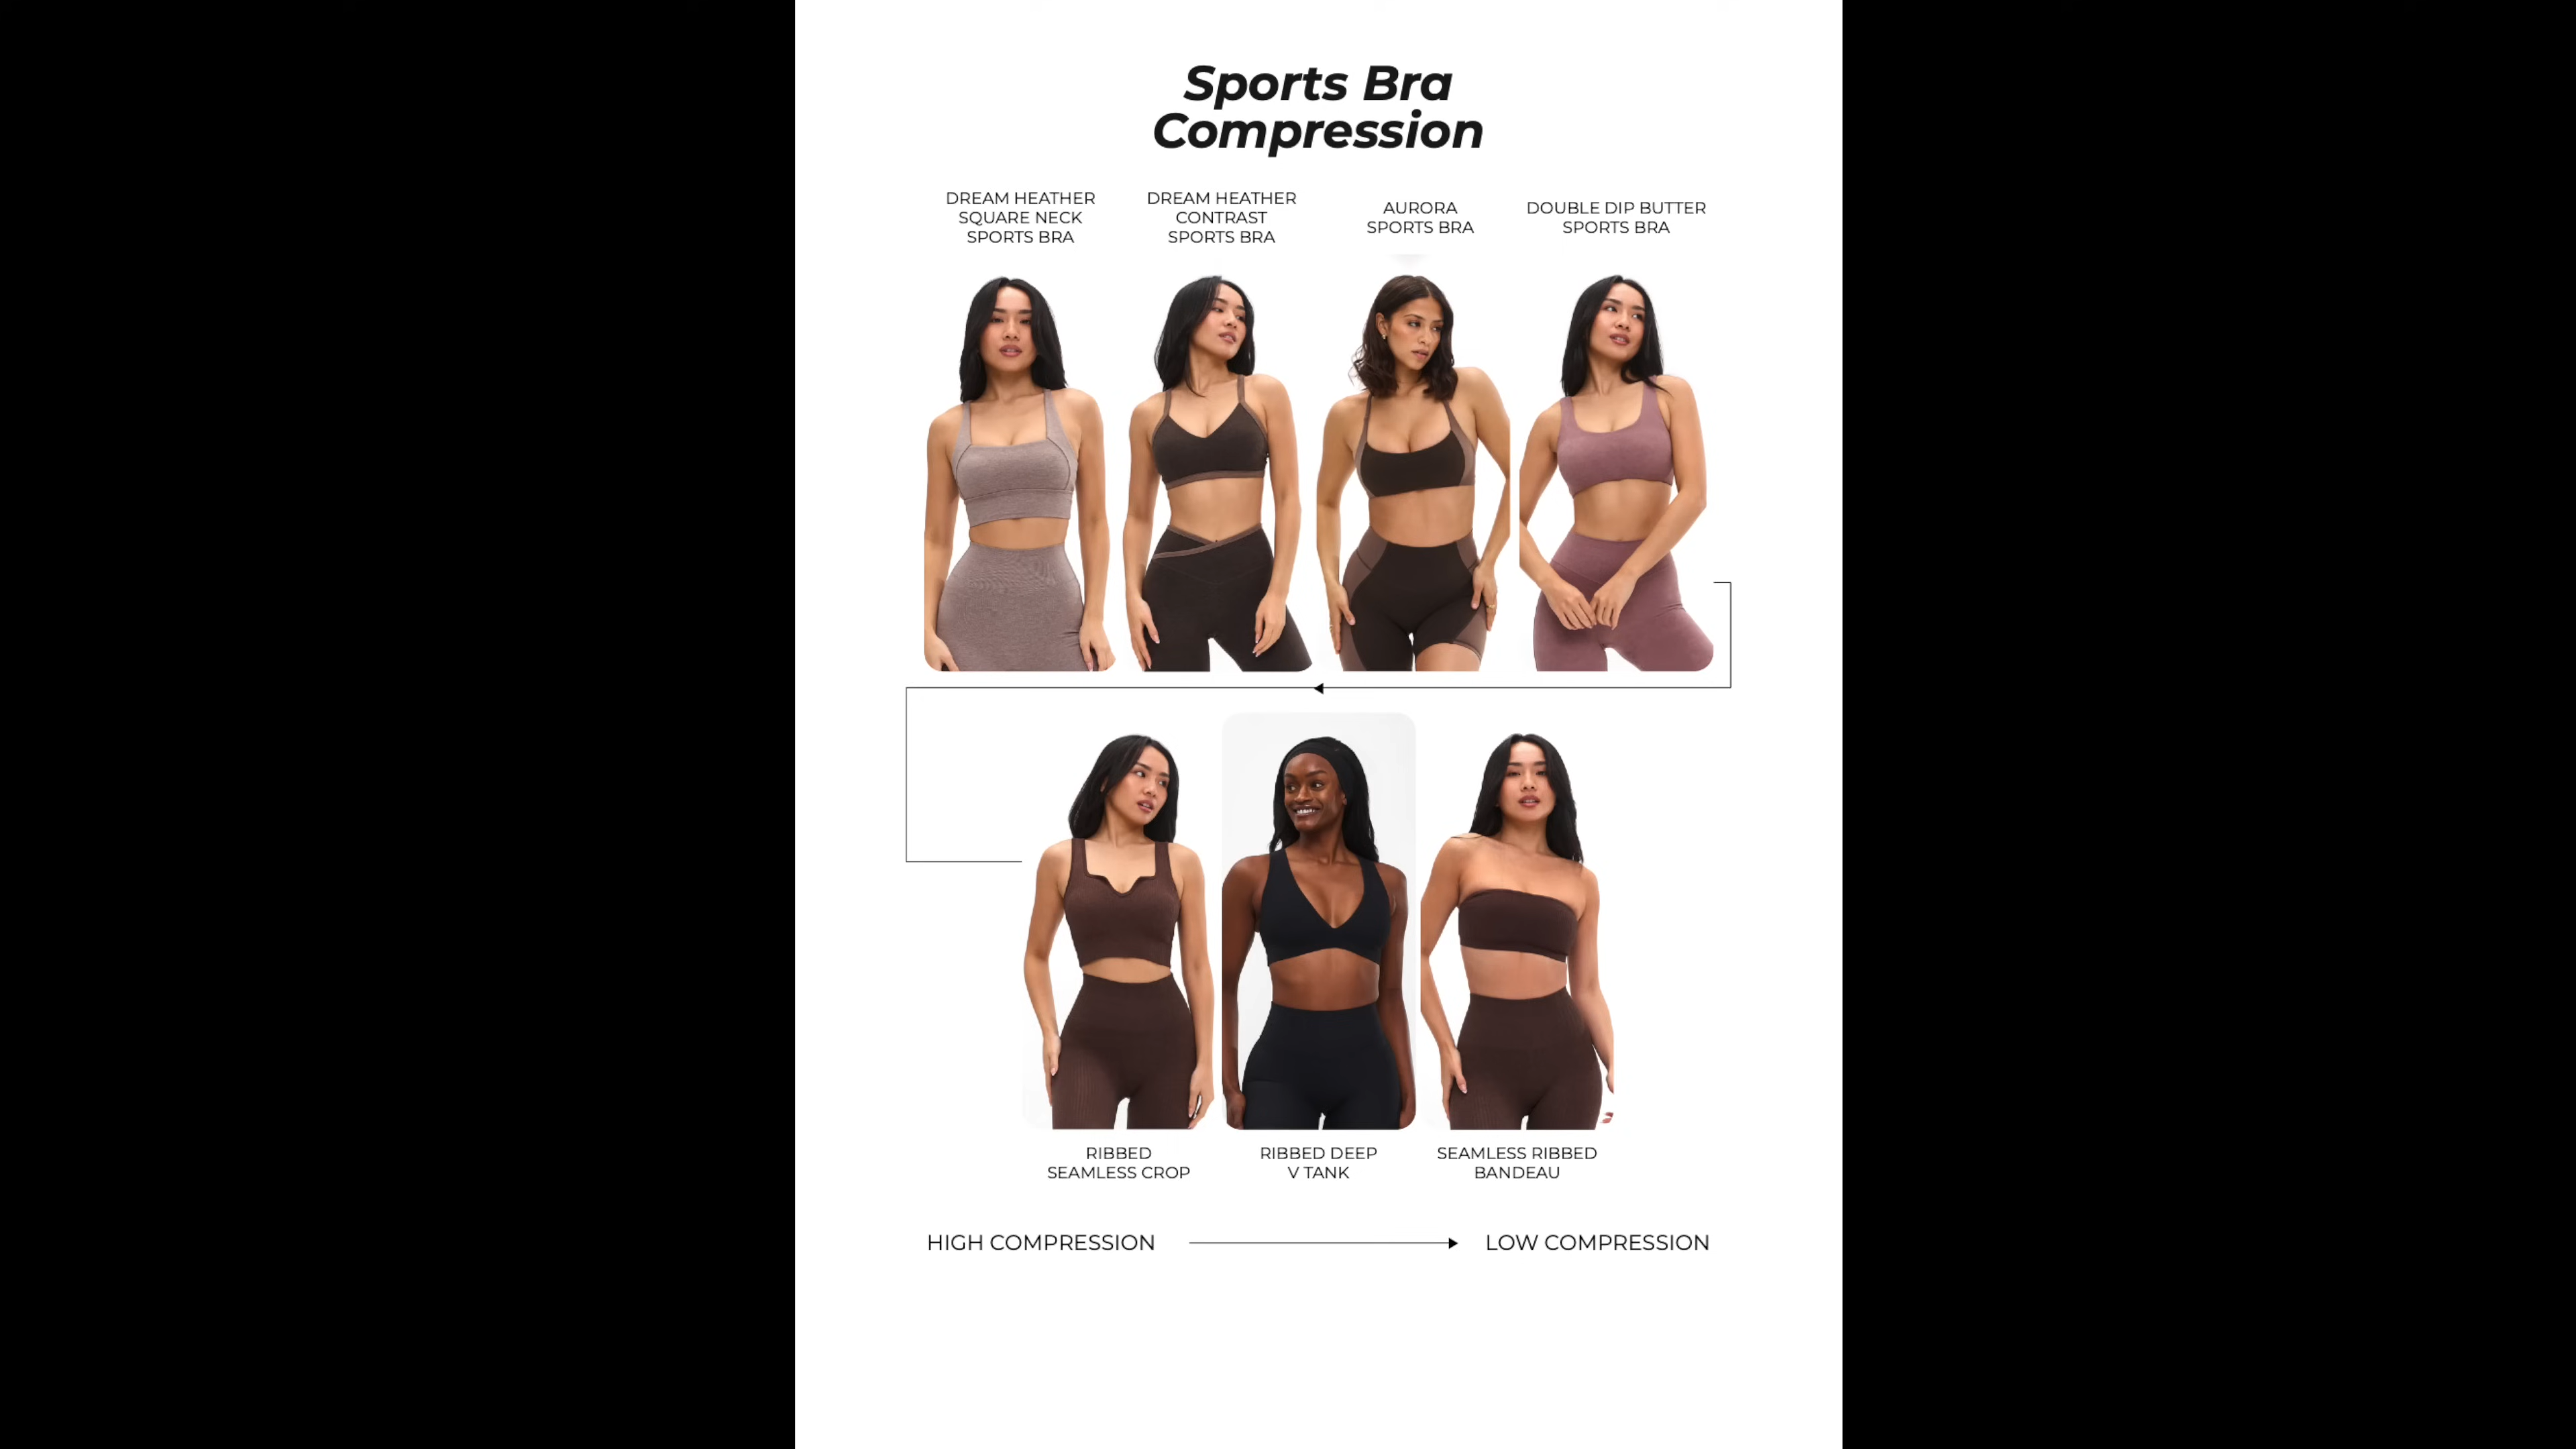 Sports Bra
Compression
DREAM HEATHER
SQUARE NECK
SPORTS BRA
DREAM HEATHER
CONTRAST
SPORTS BRA
AURORA
SPORTS BRA
DOUBLE DIP BUTTER
SPORTS BRA
RIBBED
SEAMLESS CROP
RIBBED DEEP
V TANK
SEAMLESS RIBBED
BANDEAU
HIGH COMPRESSION
LOW COMPRESSION